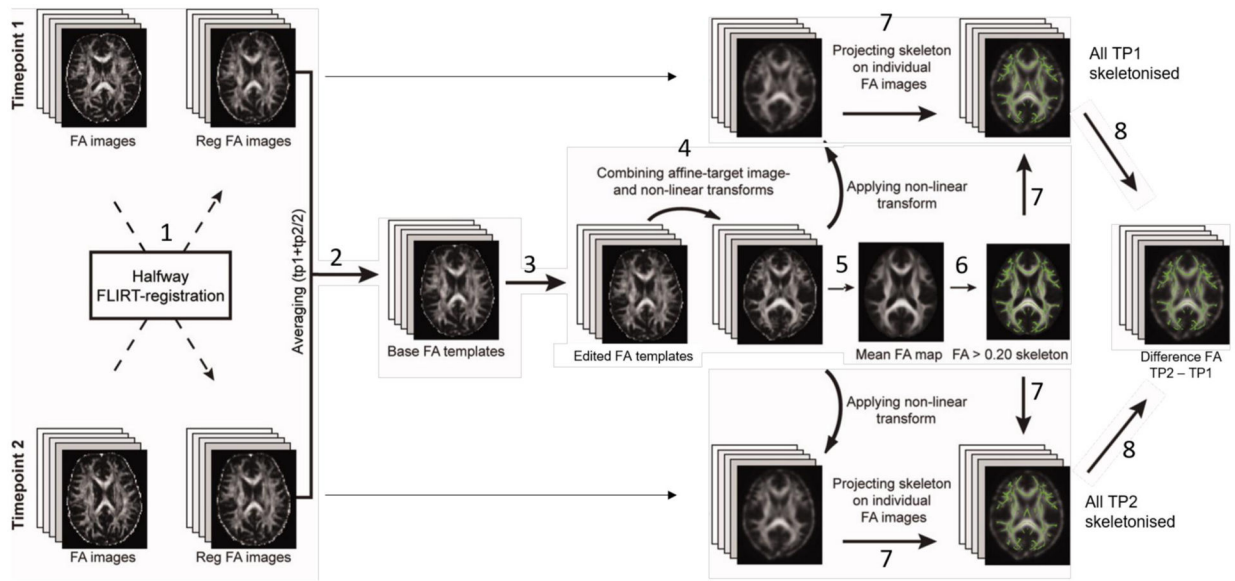 Timepoint 1
FA images
Reg FA images
1
Halfway
FLIRT-registration
Timepoint 2
FA images
Reg FA images
Averaging (tp1+tp2/2)
2
Base FA templates
3
4
Combining affine-target image-
and non-linear transforms
Edited FA templates
5
Mean FA map
6
FA > 0.20 skeleton
Applying non-linear
transform
7
Projecting skeleton
on individual
FA images
7
All TP1
skeletonised
Applying non-linear
transform
7
Projecting skeleton
on individual
FA images
7
All TP2
skeletonised
8
8
Difference FA
TP2 – TP1